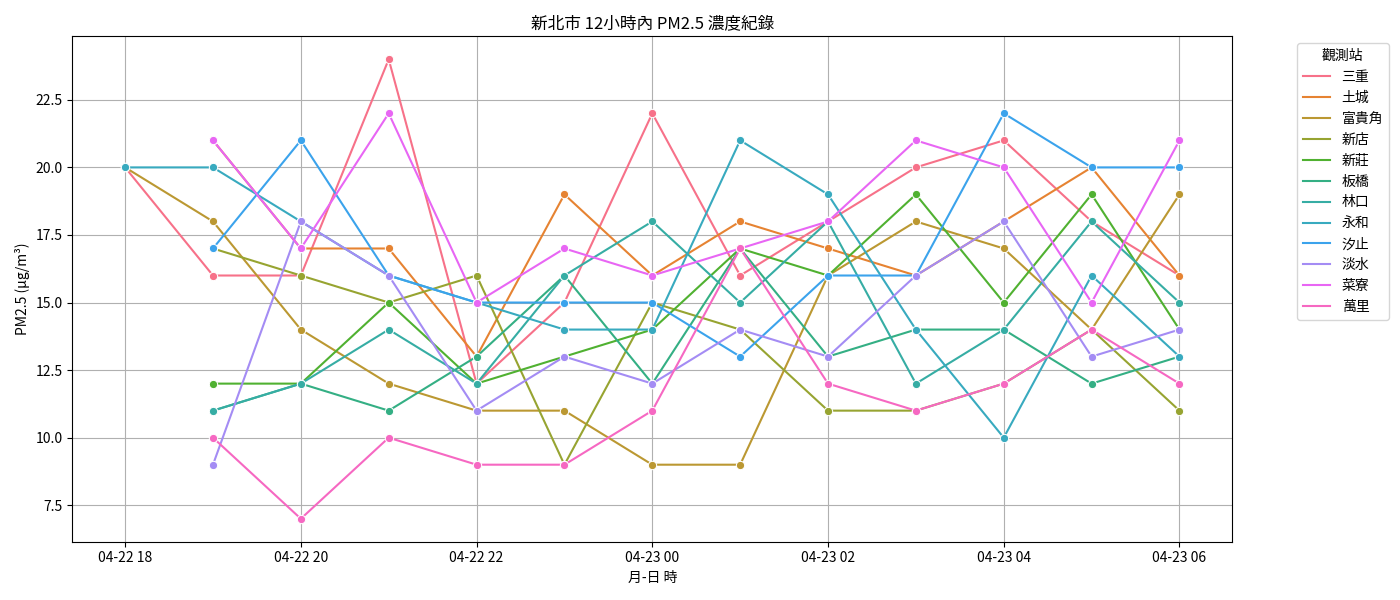 新北市 12小時內 PM2.5 濃度紀錄
觀測站
三重
土城
富貴角
新店
新莊
板橋
林口
永和
汐止
淡水
菜寮
萬里
PM2.5 (μg/m³)
22.5
20.0
17.5
15.0
12.5
10.0
7.5
04-22 18
04-22 20
04-22 22
04-23 00
04-23 02
04-23 04
04-23 06
月-日 時